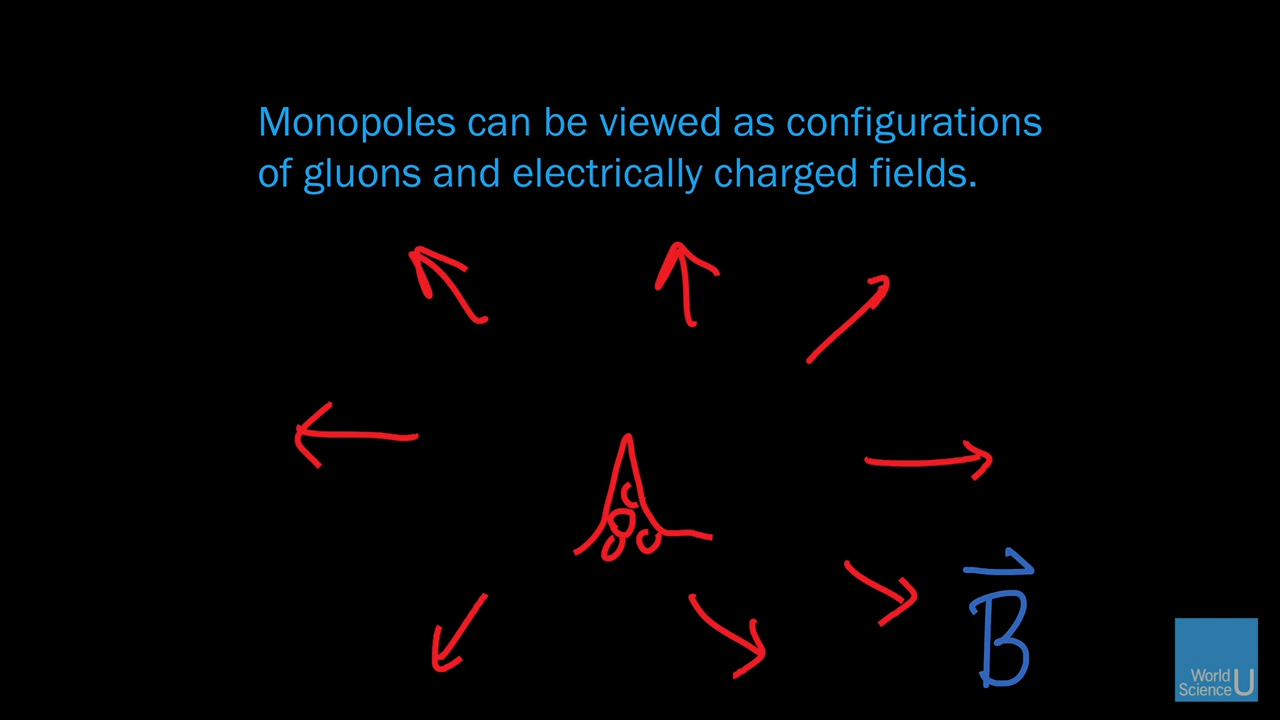 Monopoles can be viewed as configurations
of gluons and electrically charged fields.
B
World
Science U